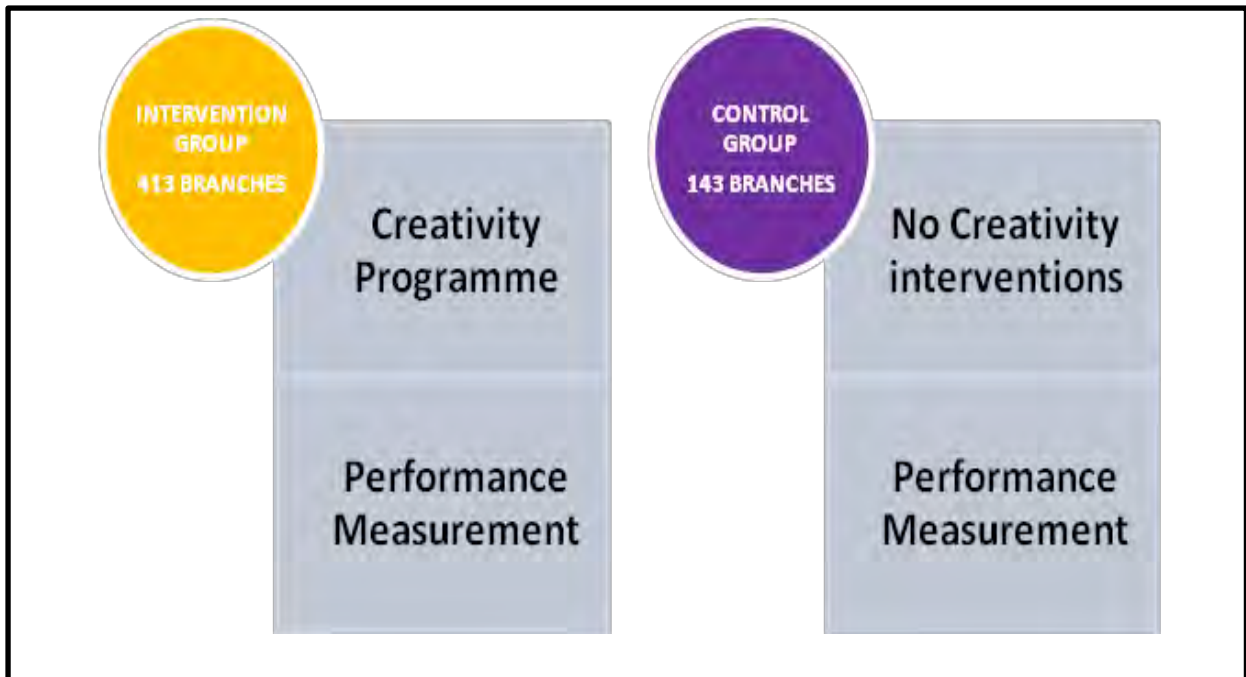 INTERVENTION
GROUP
413 BRANCHES
Creativity
Programme
Performance
Measurement
CONTROL
GROUP
143 BRANCHES
No Creativity
interventions
Performance
Measurement